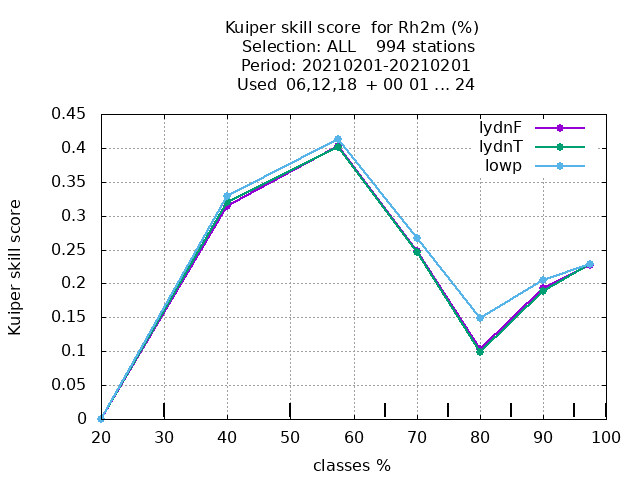 Kuiper skill score  for Rh2m (%)
Selection: ALL    994 stations
Period: 20210201-20210201
Used  06,12,18  + 00 01 ... 24
lydnF
lydnT
lowp
0.45
0.4
0.35
0.3
0.25
0.2
0.15
0.1
0.05
0
Kuiper skill score
20 30 40 50 60 70 80 90 100
classes %